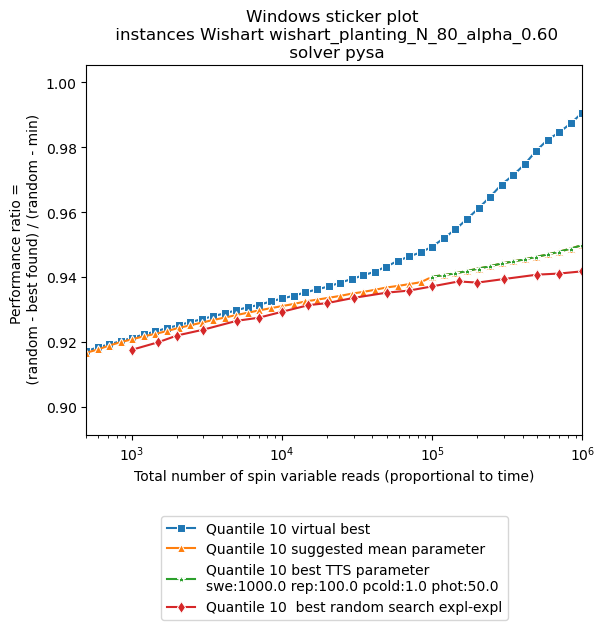 Windows sticker plot
instances Wishart wishart_planting_N_80_alpha_0.60
solver pysa
Performance ratio =
(random - best found) / (random - min)
1.00
0.98
0.96
0.94
0.92
0.90
10^3
10^4
10^5
10^6
Total number of spin variable reads (proportional to time)
Quantile 10 virtual best
Quantile 10 suggested mean parameter
Quantile 10 best TTS parameter
swe:1000.0 rep:100.0 pcold:1.0 phot:50.0
Quantile 10  best random search expl-expl